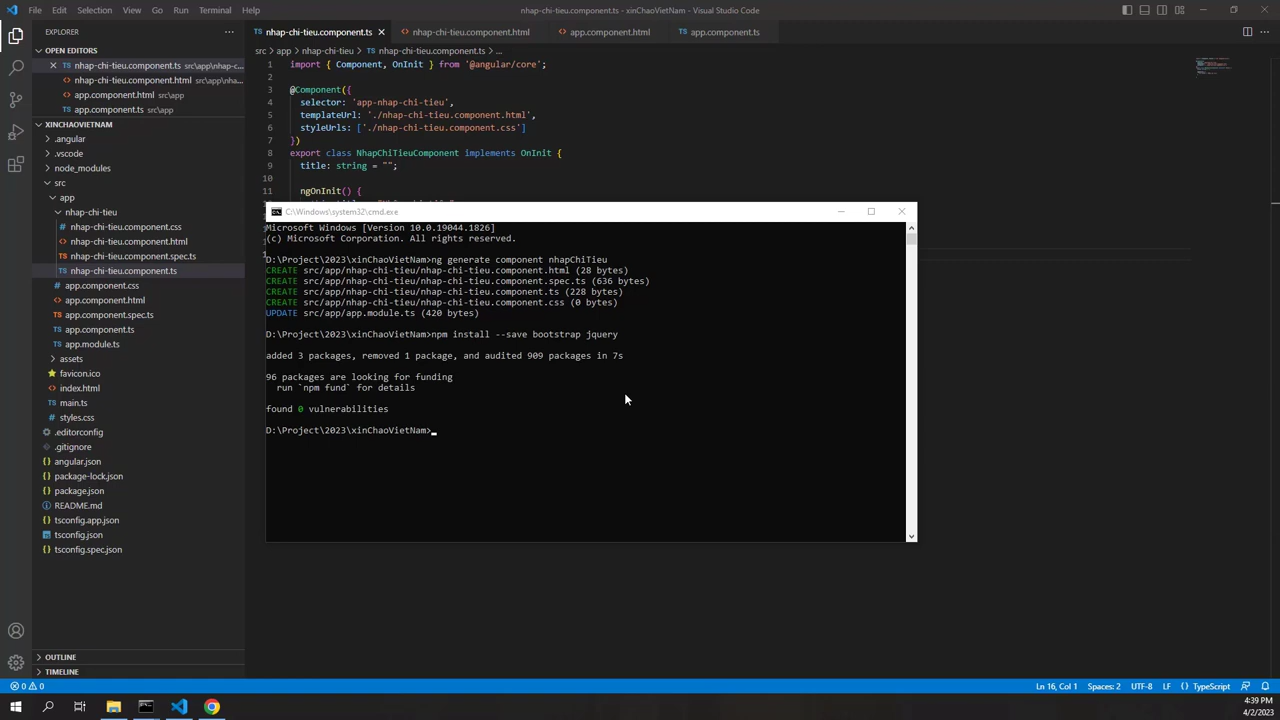 File Edit Selection View Go Run Terminal Help
nhap-chi-tieu.component.ts - xinChaoVietNam - Visual Studio Code
EXPLORER
OPEN EDITORS
nhap-chi-tieu.component.ts src\app\nhap-c...
nhap-chi-tieu.component.html src\app\nha...
app.component.html src\app
app.component.ts src\app
XINCHAOVIETNAM
.angular
.vscode
node_modules
src
app
nhap-chi-tieu
nhap-chi-tieu.component.css
nhap-chi-tieu.component.html
nhap-chi-tieu.component.spec.ts
nhap-chi-tieu.component.ts
app.component.css
app.component.html
app.component.spec.ts
app.component.ts
app.module.ts
assets
favicon.ico
index.html
main.ts
styles.css
.editorconfig
.gitignore
angular.json
package-lock.json
package.json
README.md
tsconfig.app.json
tsconfig.json
tsconfig.spec.json
OUTLINE
TIMELINE
nhap-chi-tieu.component.ts nhap-chi-tieu.component.html app.component.html app.component.ts
src > app > nhap-chi-tieu > TS nhap-chi-tieu.component.ts > ...
1 import { Component, OnInit } from '@angular/core';
2
3 @Component({
4 selector: 'app-nhap-chi-tieu',
5 templateUrl: './nhap-chi-tieu.component.html',
6 styleUrls: ['./nhap-chi-tieu.component.css']
7 })
8 export class NhapChiTieuComponent implements OnInit {
9 title: string = "";
10
11 ngOnInit() {
C:\Windows\system32\cmd.exe
Microsoft Windows [Version 10.0.19044.1826]
(c) Microsoft Corporation. All rights reserved.
D:\Project\2023\xinChaoVietNam>ng generate component nhapChiTieu
CREATE src/app/nhap-chi-tieu/nhap-chi-tieu.component.html (28 bytes)
CREATE src/app/nhap-chi-tieu/nhap-chi-tieu.component.spec.ts (636 bytes)
CREATE src/app/nhap-chi-tieu/nhap-chi-tieu.component.ts (228 bytes)
CREATE src/app/nhap-chi-tieu/nhap-chi-tieu.component.css (0 bytes)
UPDATE src/app/app.module.ts (420 bytes)
D:\Project\2023\xinChaoVietNam>npm install --save bootstrap jquery
added 3 packages, removed 1 package, and audited 909 packages in 7s
96 packages are looking for funding
run `npm fund` for details
found 0 vulnerabilities
D:\Project\2023\xinChaoVietNam>
0 0
Ln 16, Col 1 Spaces: 2 UTF-8 LF {} TypeScript
4:39 PM
4/2/2023